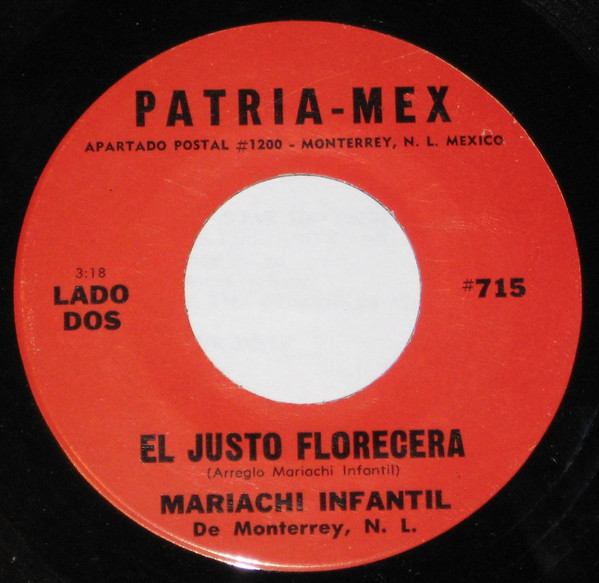 PATRIA-MEX
APARTADO POSTAL #1200 - MONTERREY, N. L. MEXICO
3:18
LADO
DOS
#715
EL JUSTO FLORECERA
(Arreglo Mariachi Infantil)
MARIACHI INFANTIL
De Monterrey, N. L.